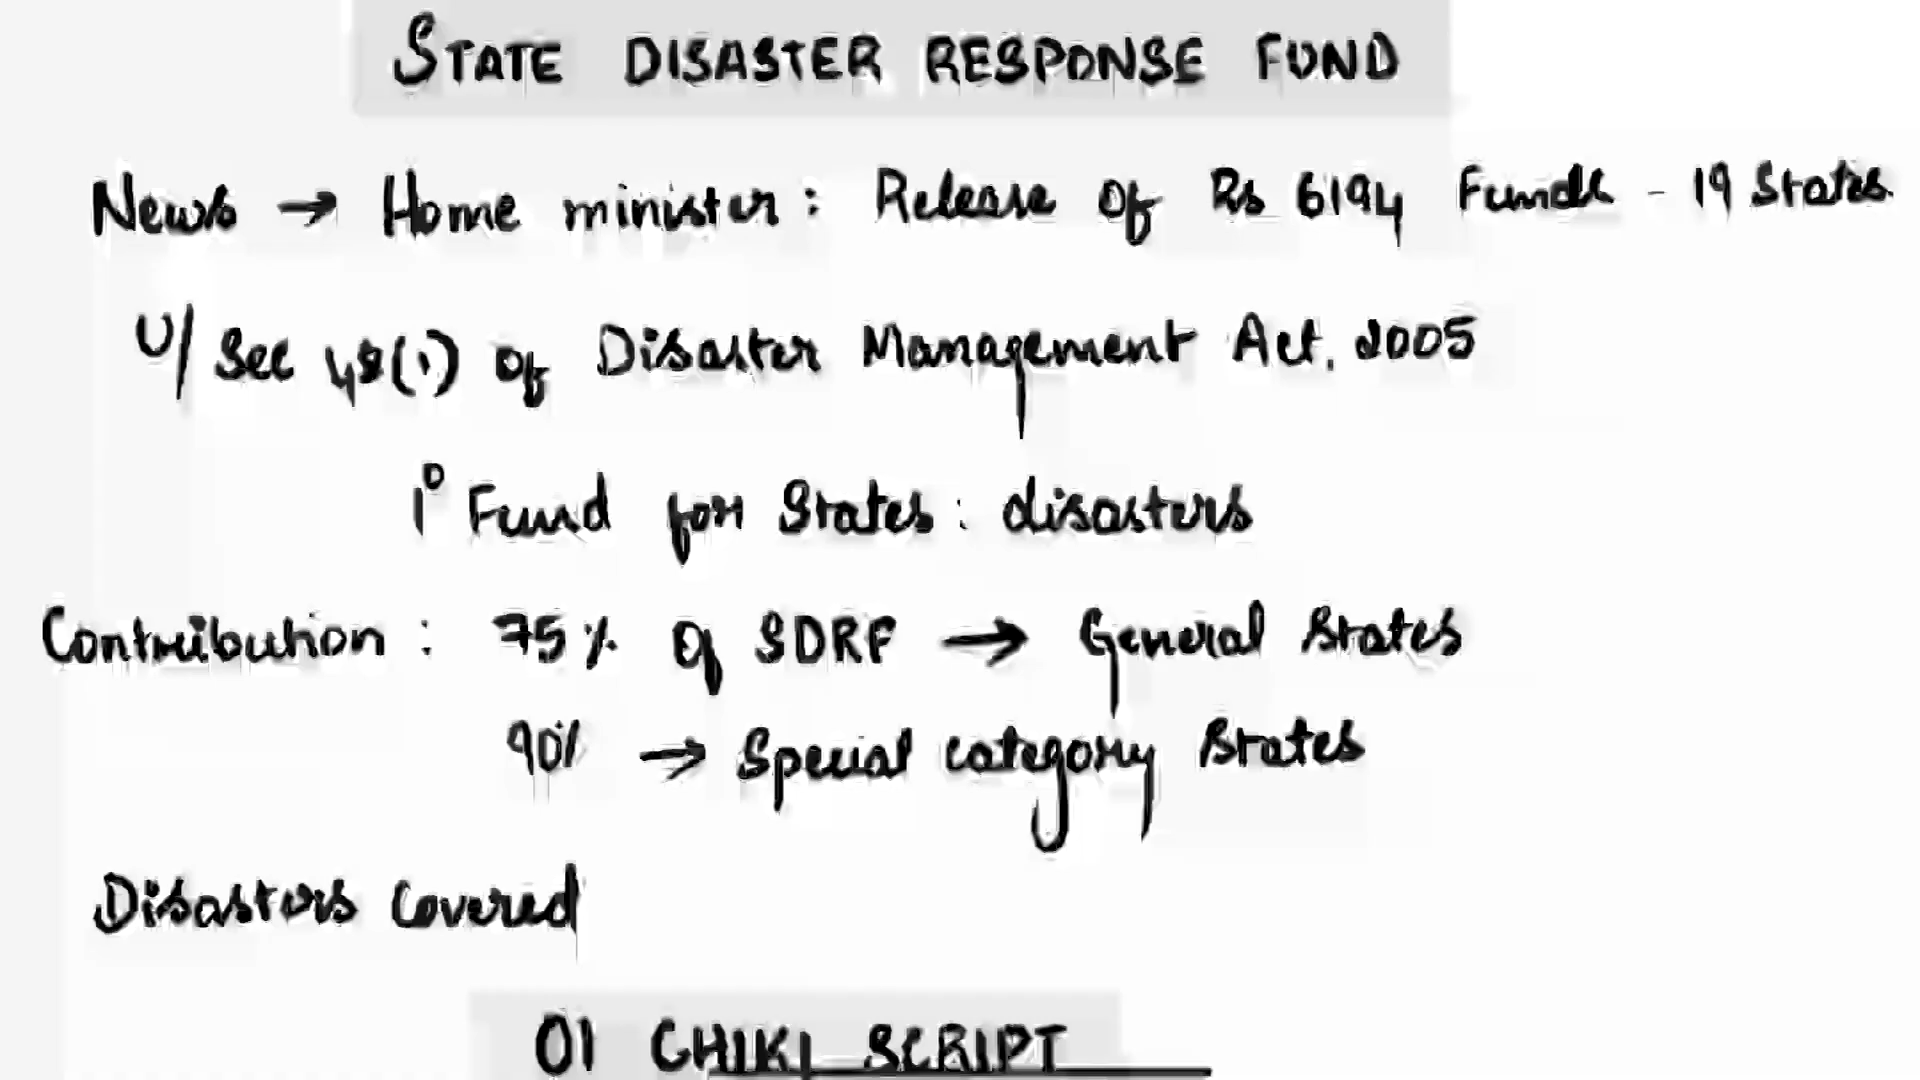 STATE DISASTER RESPONSE FUND
News → Home minister: Release of Rs 6194 Funds - 19 States.
U/ Sec 48(1) of Disaster Management Act, 2005
1° Fund for States: disasters
Contribution: 75% of SDRF → General States
90% → Special category States
Disasters Covered
Ol CHIKI SCRIPT